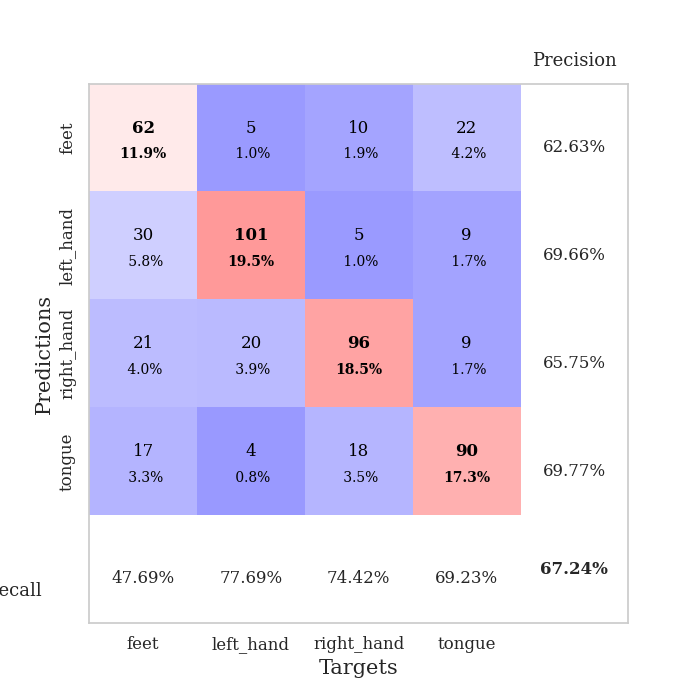 Precision
feet 62 5 10 22 62.63%
11.9% 1.0% 1.9% 4.2%
left_hand 30 101 5 9 69.66%
5.8% 19.5% 1.0% 1.7%
Predictions
right_hand 21 20 96 9 65.75%
4.0% 3.9% 18.5% 1.7%
tongue 17 4 18 90 69.77%
3.3% 0.8% 3.5% 17.3%
ecall 47.69% 77.69% 74.42% 69.23% 67.24%
feet left_hand right_hand tongue
Targets